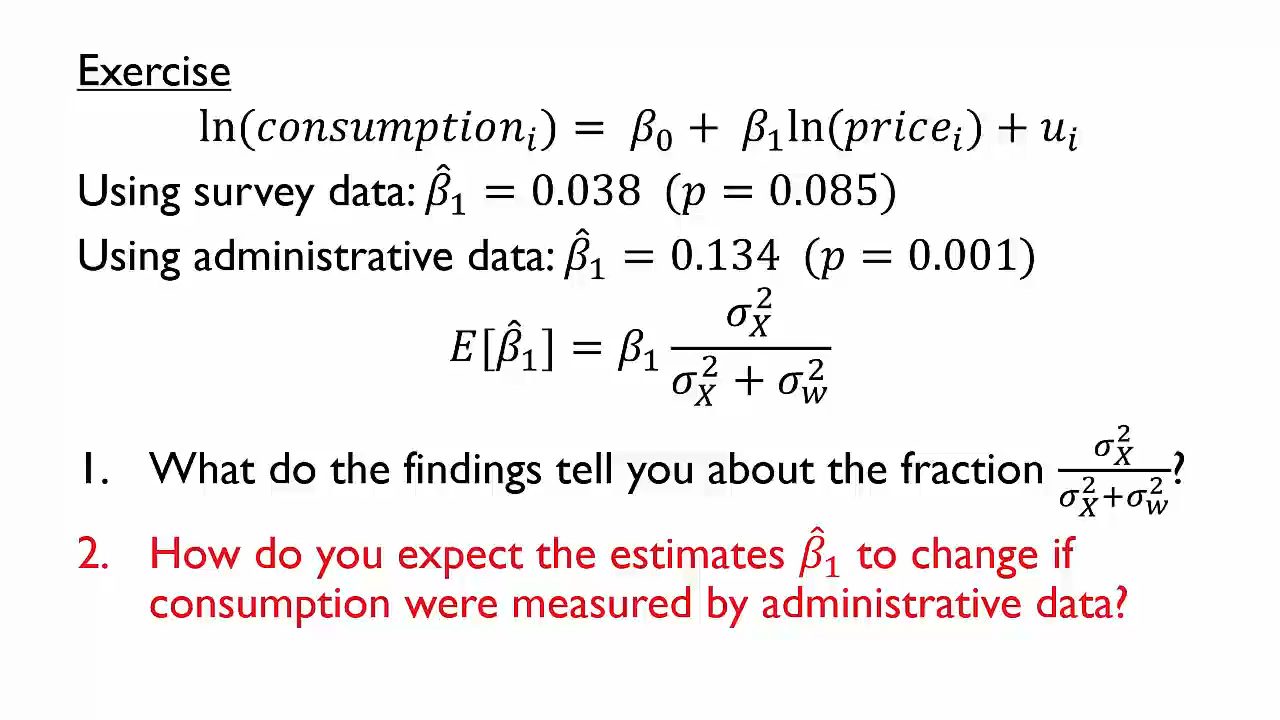 Exercise
ln(consumptionᵢ) = β₀ + β₁ln(priceᵢ) + uᵢ
Using survey data: β̂₁ = 0.038 (p = 0.085)
Using administrative data: β̂₁ = 0.134 (p = 0.001)
E[β̂₁] = β₁ σ²_X / (σ²_X + σ²_w)
1. What do the findings tell you about the fraction σ²_X / (σ²_X+σ²_w)?
2. How do you expect the estimates β̂₁ to change if
consumption were measured by administrative data?